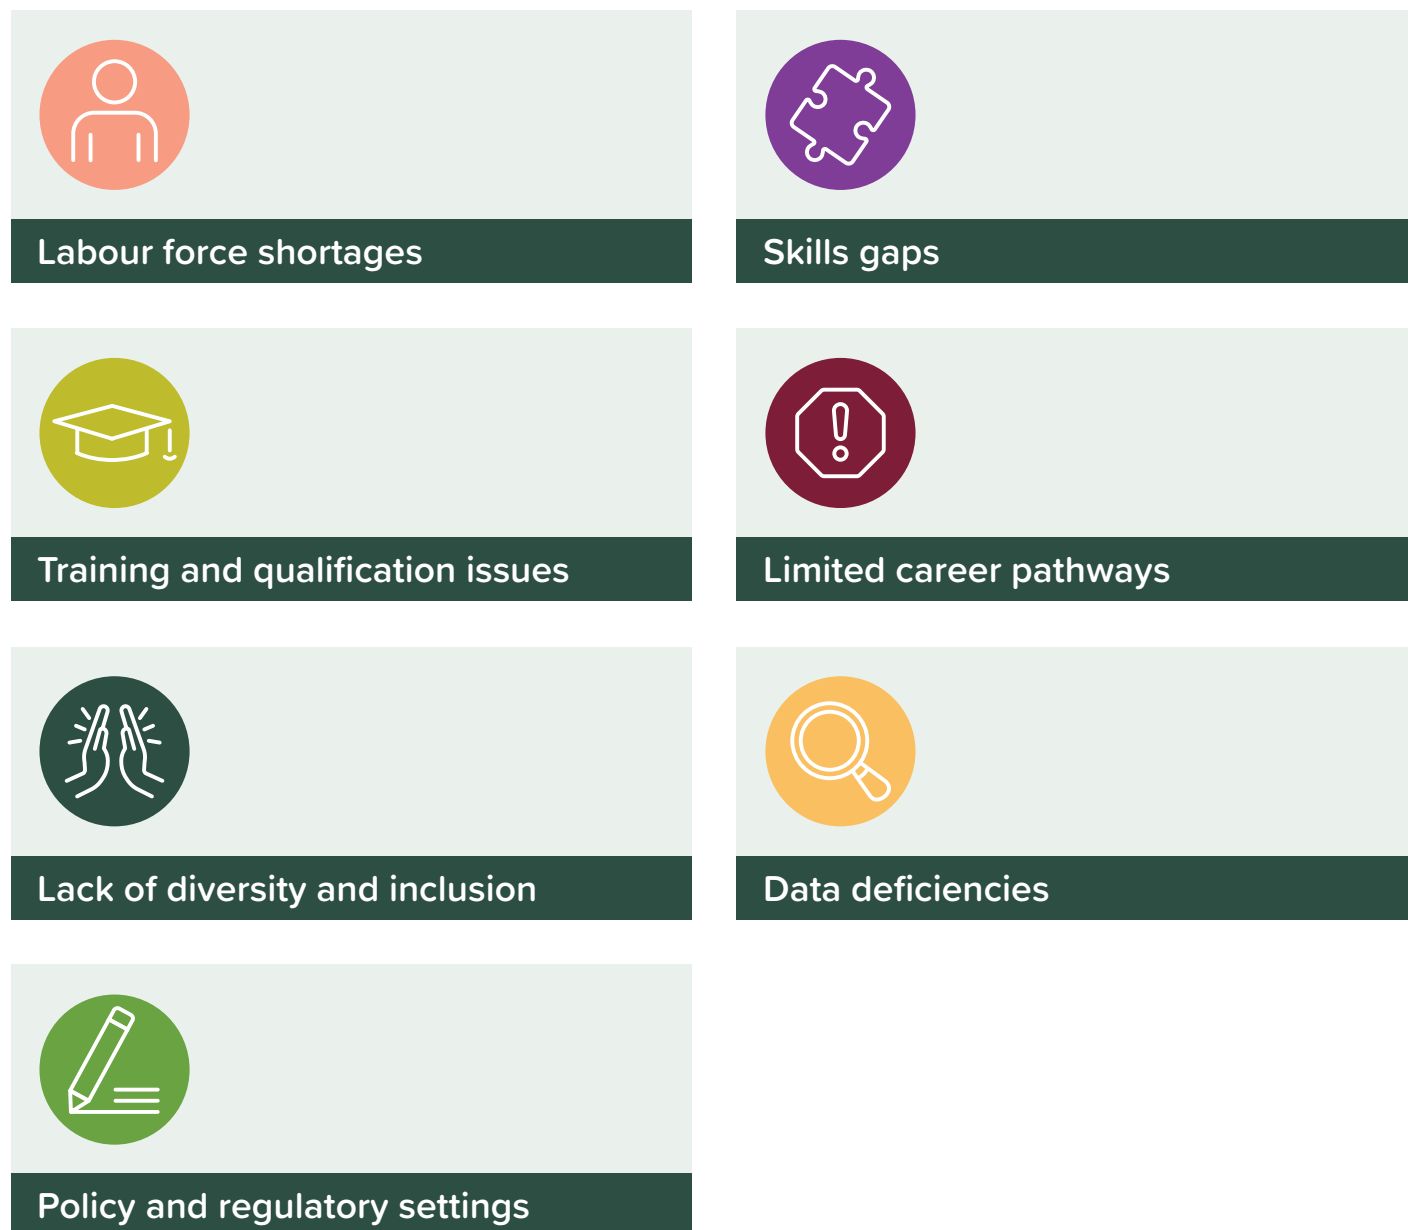 Labour force shortages
Skills gaps
Training and qualification issues
Limited career pathways
Lack of diversity and inclusion
Data deficiencies
Policy and regulatory settings